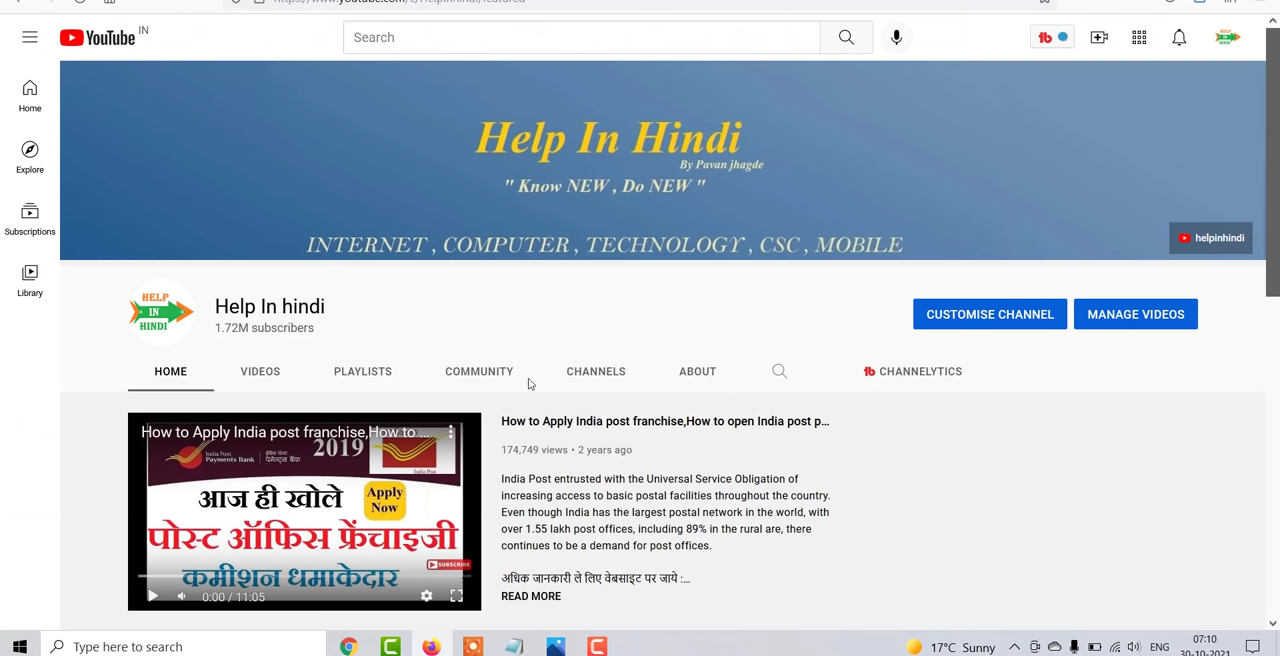 YouTube IN
Search
Home
Explore
Subscriptions
Library
Help In Hindi
By Pavan jhagde
" Know NEW , Do NEW "
INTERNET , COMPUTER , TECHNOLOGY , CSC , MOBILE
helpinhindi
HELP
IN
HINDI
Help In hindi
1.72M subscribers
CUSTOMISE CHANNEL
MANAGE VIDEOS
HOME VIDEOS PLAYLISTS COMMUNITY CHANNELS ABOUT tb CHANNELYTICS
How to Apply India post franchise,How to ...
India Post
Payments Bank
2019
India Post
आज ही खोले
Apply
Now
पोस्ट ऑफिस फ्रेंचाइजी
कमीशन धमाकेदार
SUBSCRIBE
0:00 / 11:05
How to Apply India post franchise,How to open India post p...
174,749 views • 2 years ago
India Post entrusted with the Universal Service Obligation of
increasing access to basic postal facilities throughout the country.
Even though India has the largest postal network in the world, with
over 1.55 lakh post offices, including 89% in the rural are, there
continues to be a demand for post offices.
अधिक जानकारी ले लिए वेबसाइट पर जाये :...
READ MORE
Type here to search
17°C Sunny
ENG
07:10
30-10-2021